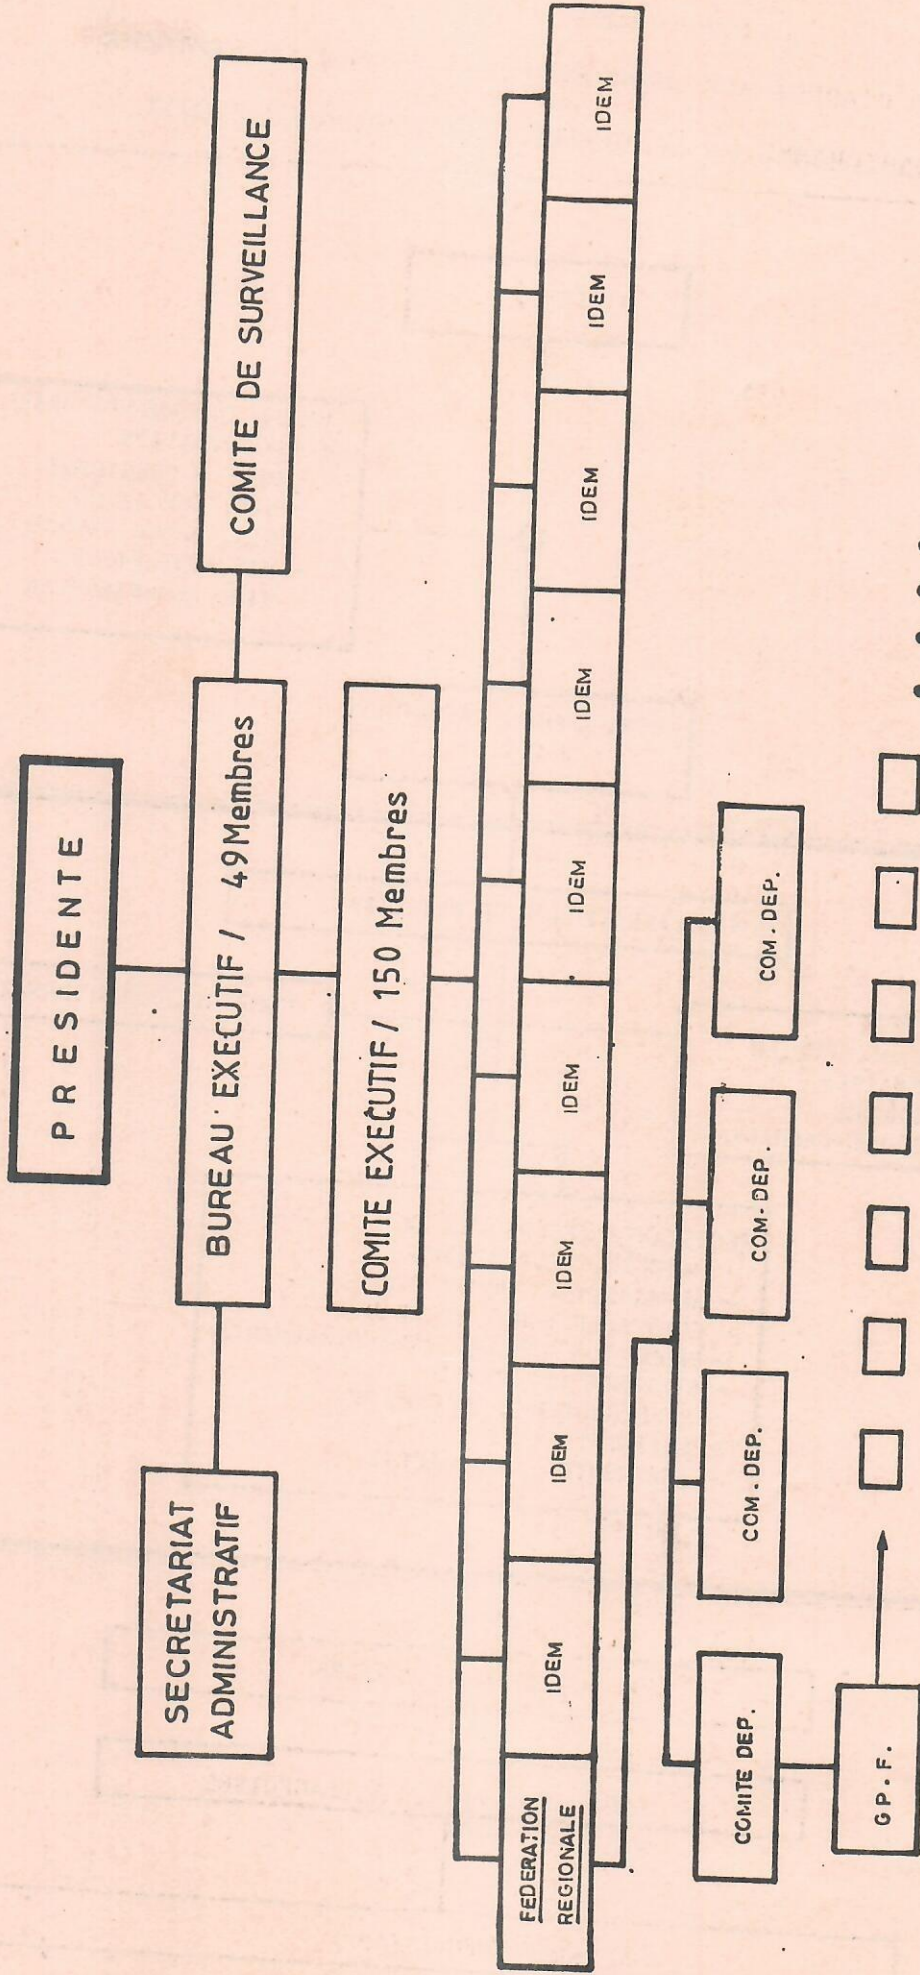 PRESIDENTE
SECRETARIAT
ADMINISTRATIF
BUREAU EXECUTIF / 49 Membres
COMITE DE SURVEILLANCE
COMITE EXECUTIF / 150 Membres
FEDERATION
REGIONALE
IDEM
IDEM
IDEM
IDEM
IDEM
IDEM
IDEM
IDEM
IDEM
COMITE DEP.
COM. DEP.
COM. DEP.
COM. DEP.
GP. F.